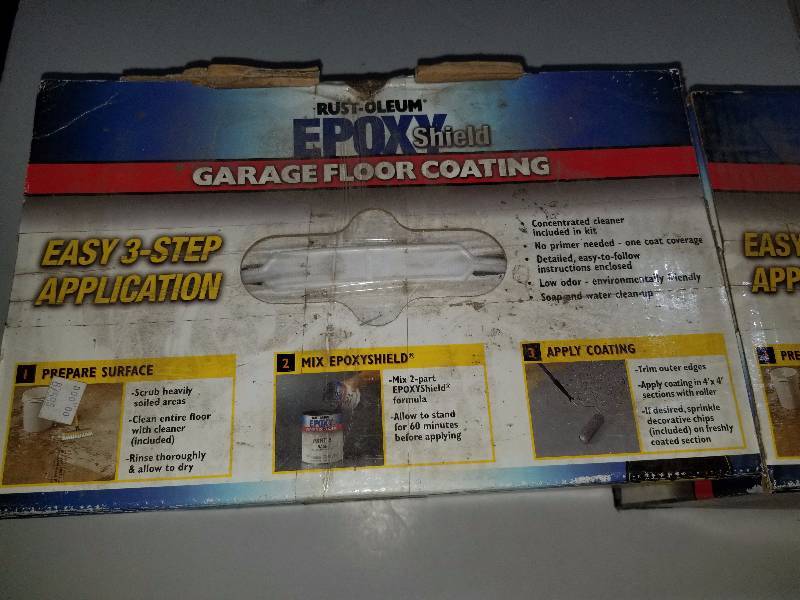 RUST-OLEUM®
EPOXYShield
GARAGE FLOOR COATING
EASY 3-STEP
APPLICATION
• Concentrated cleaner
included in kit
• No primer needed - one coat coverage
• Detailed, easy-to-follow
instructions enclosed
• Low odor - environmentally friendly
• Soap and water clean-up
1 PREPARE SURFACE
-Scrub heavily
soiled areas
-Clean entire floor
with cleaner
(included)
-Rinse thoroughly
& allow to dry
2 MIX EPOXYSHIELD®
-Mix 2-part
EPOXYShield®
formula
-Allow to stand
for 60 minutes
before applying
RUST-OLEUM
EPOXY
3 APPLY COATING
-Trim outer edges
-Apply coating in 4'x 4'
sections with roller
-If desired, sprinkle
decorative chips
(included) on freshly
coated section
EASY
APP
PRE